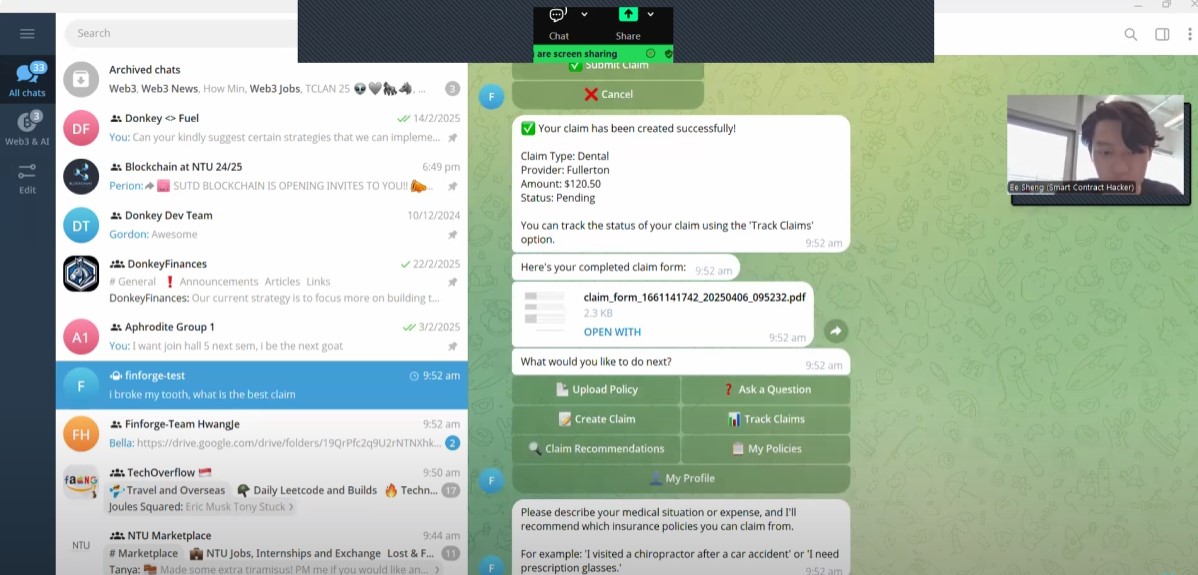 Search
Chat
Share
are screen sharing
33
All chats
3
Web3 & AI
Edit
Archived chats
Web3, Web3 News, How Min, Web3 Jobs, TCLAN 25 ...
3
DF
Donkey <> Fuel
14/2/2025
You: Can your kindly suggest certain strategies that we can impleme...
Blockchain at NTU 24/25
6:49 pm
Perion: SUTD BLOCKCHAIN IS OPENING INVITES TO YOU!! ...
DT
Donkey Dev Team
10/12/2024
Gordon: Awesome
DonkeyFinances
22/2/2025
# General ❗ Announcements Articles Links
DonkeyFinances: Our current strategy is to focus more on building t...
A1
Aphrodite Group 1
3/2/2025
You: I want join hall 5 next sem, i be the next goat
F
finforge-test
9:52 am
i broke my tooth, what is the best claim
FH
Finforge-Team Hwangle
9:52 am
Bella: https://drive.google.com/drive/folders/19QrPfc2q9U2rNTNXhk...
2
TechOverflow
9:50 am
Travel and Overseas Daily Leetcode and Builds Techn...
17
Joules Squared: Eric Musk Tony Stuck >
NTU
NTU Marketplace
9:44 am
# Marketplace NTU Jobs, Internships and Exchange Lost & F...
11
Tanya: Made some extra tiramisus! PM me if you would like an...
Submit Claim
F
❌ Cancel
✅ Your claim has been created successfully!
Claim Type: Dental
Provider: Fullerton
Amount: $120.50
Status: Pending
You can track the status of your claim using the 'Track Claims'
option.
9:52 am
Here's your completed claim form:
9:52 am
claim_form_1661141742_20250406_095232.pdf
2.3 KB
OPEN WITH
9:52 am
What would you like to do next?
9:52 am
Upload Policy
❓ Ask a Question
Create Claim
Track Claims
Claim Recommendations
My Policies
F
My Profile
Please describe your medical situation or expense, and I'll
recommend which insurance policies you can claim from.
For example: 'I visited a chiropractor after a car accident' or 'I need
prescription glasses.'
9:52 am
F
Ee Sheng (Smart Contract Hacker)